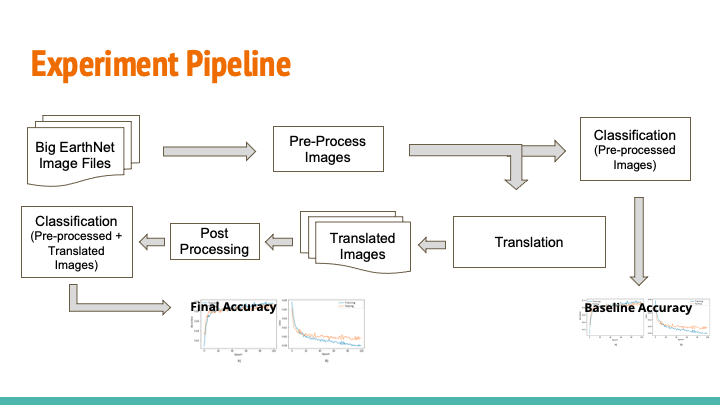 Experiment Pipeline
Big EarthNet
Image Files
Pre-Process
Images
Classification
(Pre-processed
Images)
Classification
(Pre-processed +
Translated
Images)
Post
Processing
Translated
Images
Translation
Final Accuracy
Baseline Accuracy